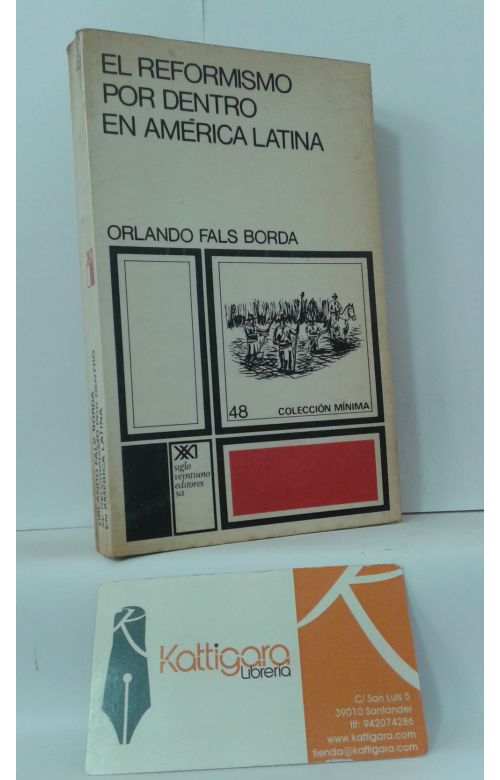 EL REFORMISMO
POR DENTRO
EN AMÉRICA LATINA
ORLANDO FALS BORDA
48 COLECCIÓN MÍNIMA
siglo
veintiuno
editores
sa
ORLANDO FALS BORDA
EL REFORMISMO POR DENTRO
EN AMÉRICA LATINA
Kattigara
Librería
C/ San Luis 5
39010 Santander
tlf: 942074286
www.kattigara.com
tienda@kattigara.com